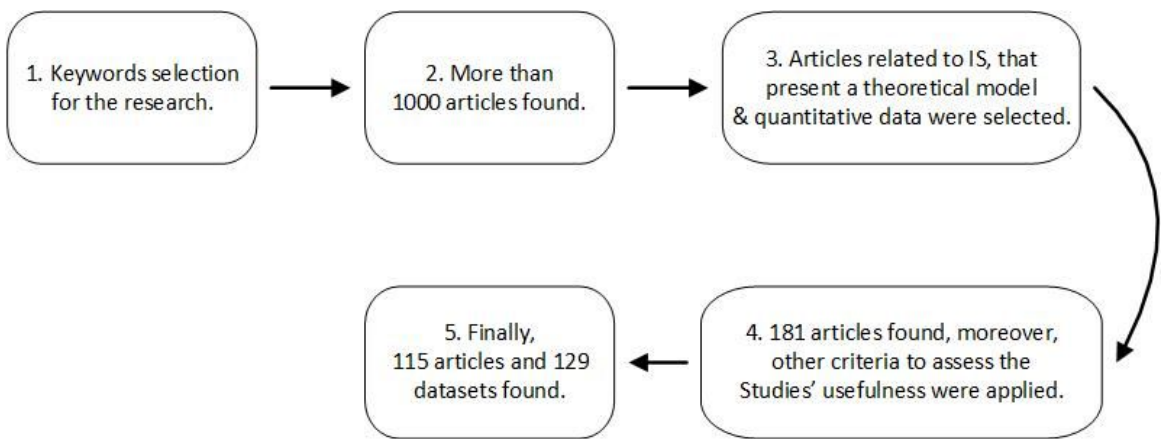 1. Keywords selection
for the research.
2. More than
1000 articles found.
3. Articles related to IS, that
present a theoretical model
& quantitative data were selected.
4. 181 articles found, moreover,
other criteria to assess the
Studies’ usefulness were applied.
5. Finally,
115 articles and 129
datasets found.